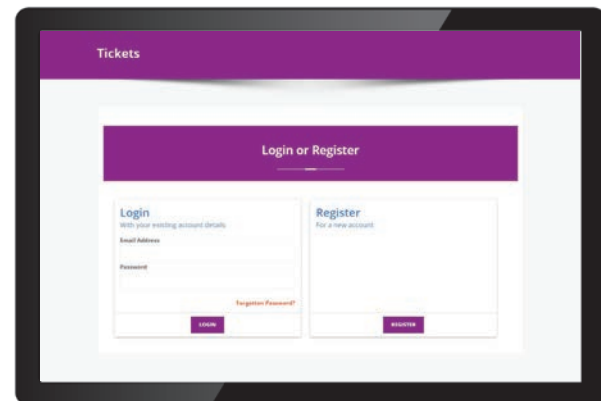 Tickets
Login or Register
Login
With your existing account details
Email Address
Password
Forgotten Password?
LOGIN
Register
For a new account
REGISTER